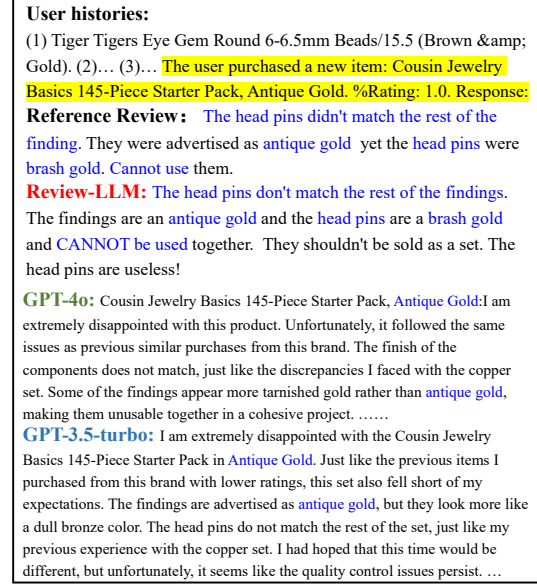 User histories:
(1) Tiger Tigers Eye Gem Round 6-6.5mm Beads/15.5 (Brown &amp;
Gold). (2)… (3)… The user purchased a new item: Cousin Jewelry
Basics 145-Piece Starter Pack, Antique Gold. %Rating: 1.0. Response:
Reference Review： The head pins didn't match the rest of the
finding. They were advertised as antique gold yet the head pins were
brash gold. Cannot use them.
Review-LLM: The head pins don't match the rest of the findings.
The findings are an antique gold and the head pins are a brash gold
and CANNOT be used together. They shouldn't be sold as a set. The
head pins are useless!
GPT-4o: Cousin Jewelry Basics 145-Piece Starter Pack, Antique Gold:I am
extremely disappointed with this product. Unfortunately, it followed the same
issues as previous similar purchases from this brand. The finish of the
components does not match, just like the discrepancies I faced with the copper
set. Some of the findings appear more tarnished gold rather than antique gold,
making them unusable together in a cohesive project. ……
GPT-3.5-turbo: I am extremely disappointed with the Cousin Jewelry
Basics 145-Piece Starter Pack in Antique Gold. Just like the previous items I
purchased from this brand with lower ratings, this set also fell short of my
expectations. The findings are advertised as antique gold, but they look more like
a dull bronze color. The head pins do not match the rest of the set, just like my
previous experience with the copper set. I had hoped that this time would be
different, but unfortunately, it seems like the quality control issues persist. …